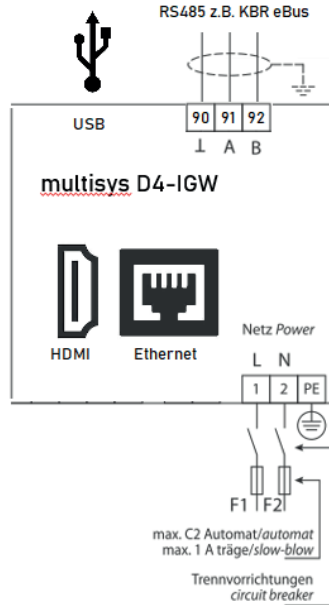 RS485 z.B. KBR eBus
USB
90 91 92
⊥ A B
multisys D4-IGW
HDMI Ethernet
Netz Power
L N
1 2 PE
F1 F2
max. C2 Automat/automat
max. 1 A träge/slow-blow
Trennvorrichtungen
circuit breaker